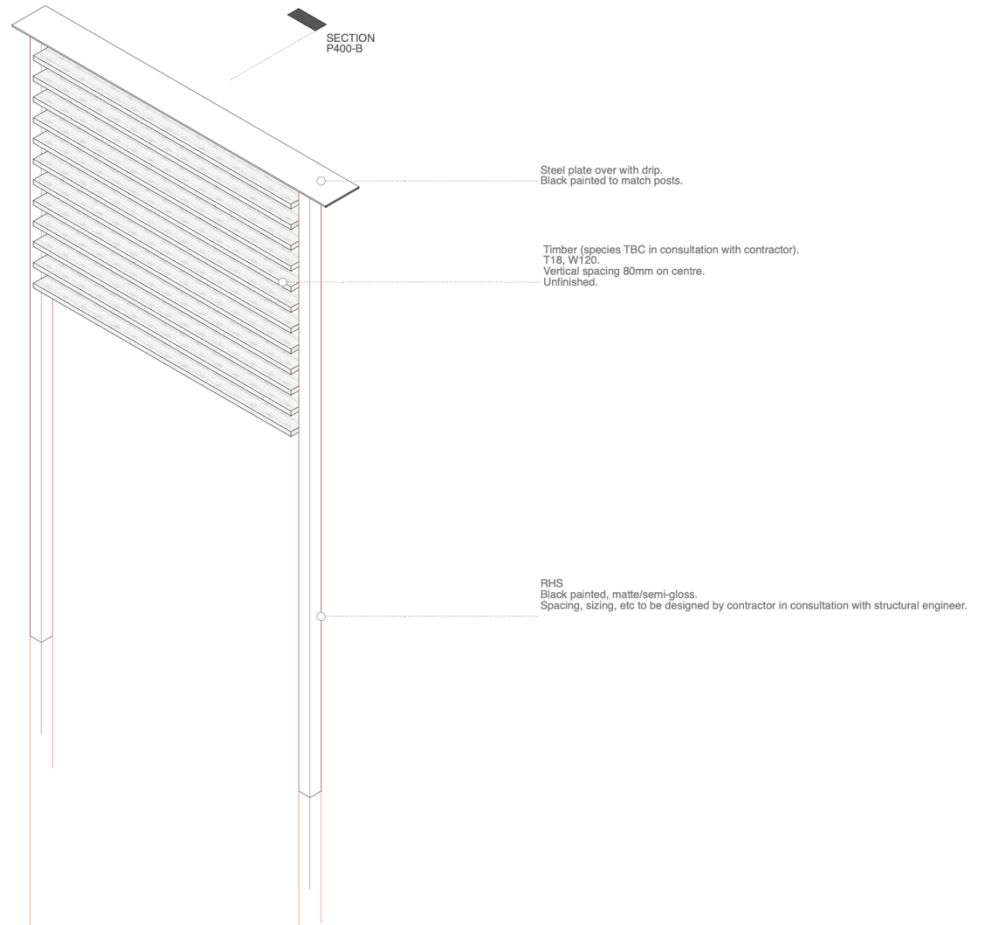 SECTION
P400-B
Steel plate over with drip.
Black painted to match posts.
Timber (species TBC in consultation with contractor).
T18, W120.
Vertical spacing 80mm on centre.
Unfinished.
RHS
Black painted, matte/semi-gloss.
Spacing, sizing, etc to be designed by contractor in consultation with structural engineer.